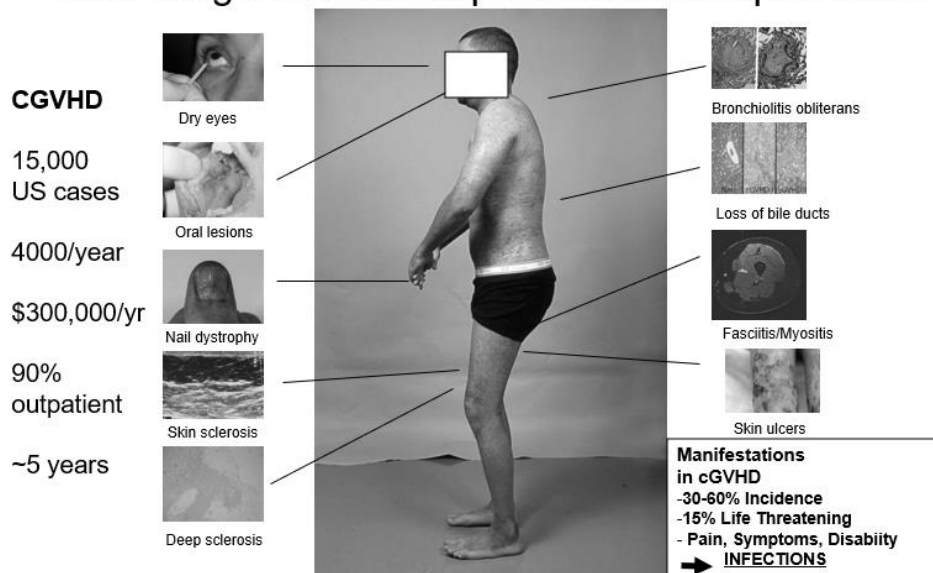 CGVHD
15,000
US cases
4000/year
$300,000/yr
90%
outpatient
~5 years
Dry eyes
Oral lesions
Nail dystrophy
Skin sclerosis
Deep sclerosis
Bronchiolitis obliterans
Loss of bile ducts
Fasciitis/Myositis
Skin ulcers
Manifestations
in cGVHD
-30-60% Incidence
-15% Life Threatening
- Pain, Symptoms, Disabiity
INFECTIONS